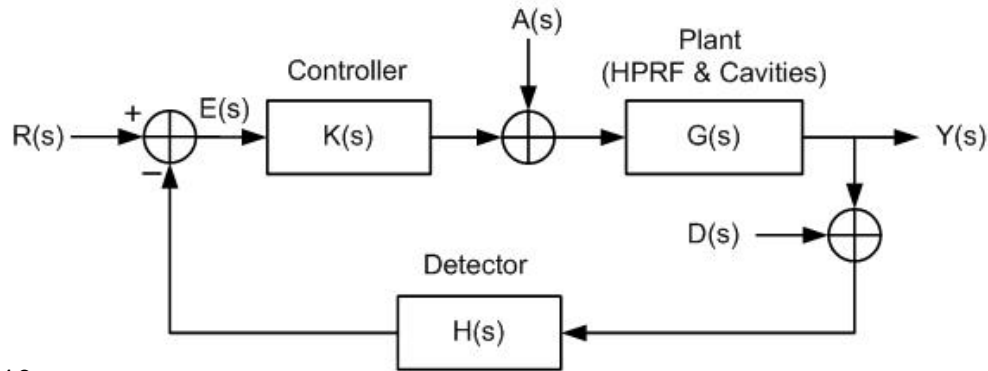 A(s)
Plant
(HPRF & Cavities)
Controller
+
E(s)
R(s)
K(s)
G(s)
Y(s)
−
D(s)
Detector
H(s)